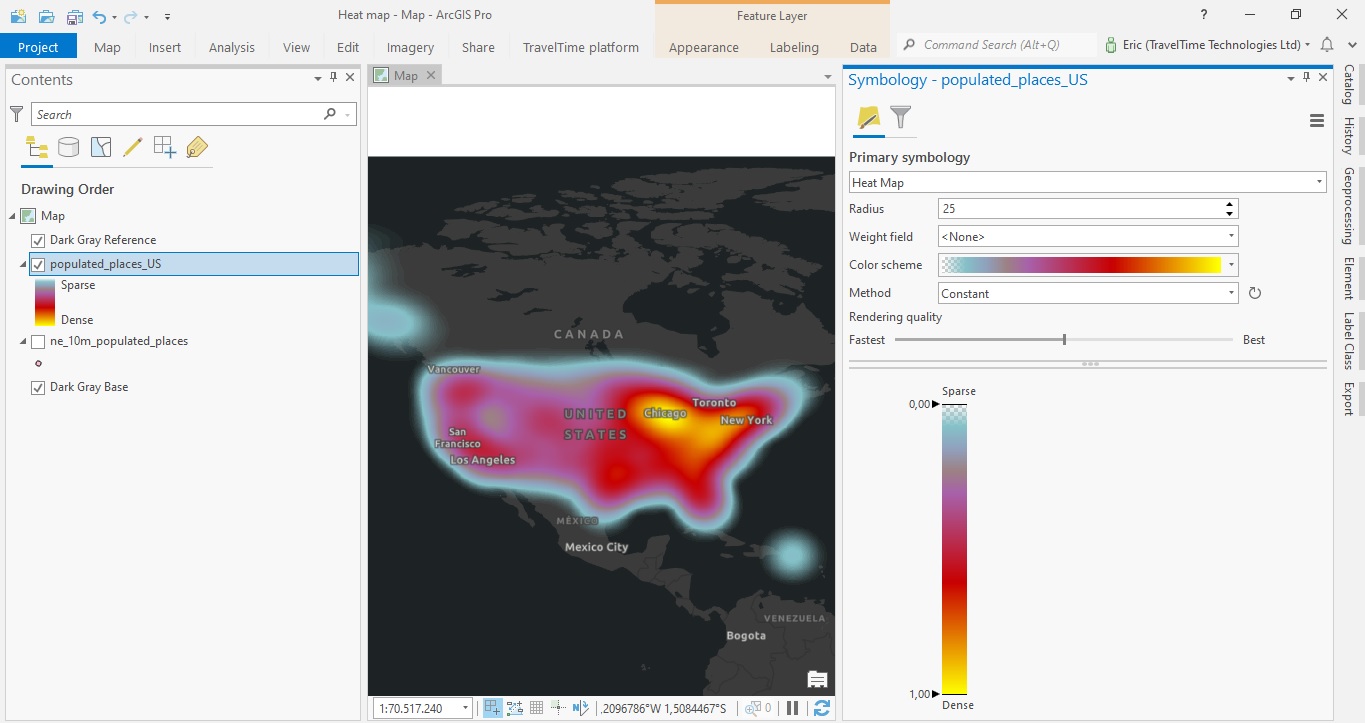 Heat map - Map - ArcGIS Pro
Feature Layer
?
Project
Map
Insert
Analysis
View
Edit
Imagery
Share
TravelTime platform
Appearance
Labeling
Data
Command Search (Alt+Q)
Eric (TravelTime Technologies Ltd)
Contents
Search
Drawing Order
Map
Dark Gray Reference
populated_places_US
Sparse
Dense
ne_10m_populated_places
Dark Gray Base
Map
CANADA
Vancouver
Toronto
UNITED
Chicago
New York
STATES
San
Francisco
Los Angeles
MÉXICO
Mexico City
VENEZUELA
Bogota
1:70.517.240
.2096786°W 1,5084467°S
0
Symbology - populated_places_US
Primary symbology
Heat Map
Radius
25
Weight field
<None>
Color scheme
Method
Constant
Rendering quality
Fastest
Best
Sparse
0,00
1,00
Dense
Catalog
History
Geoprocessing
Element
Label Class
Export